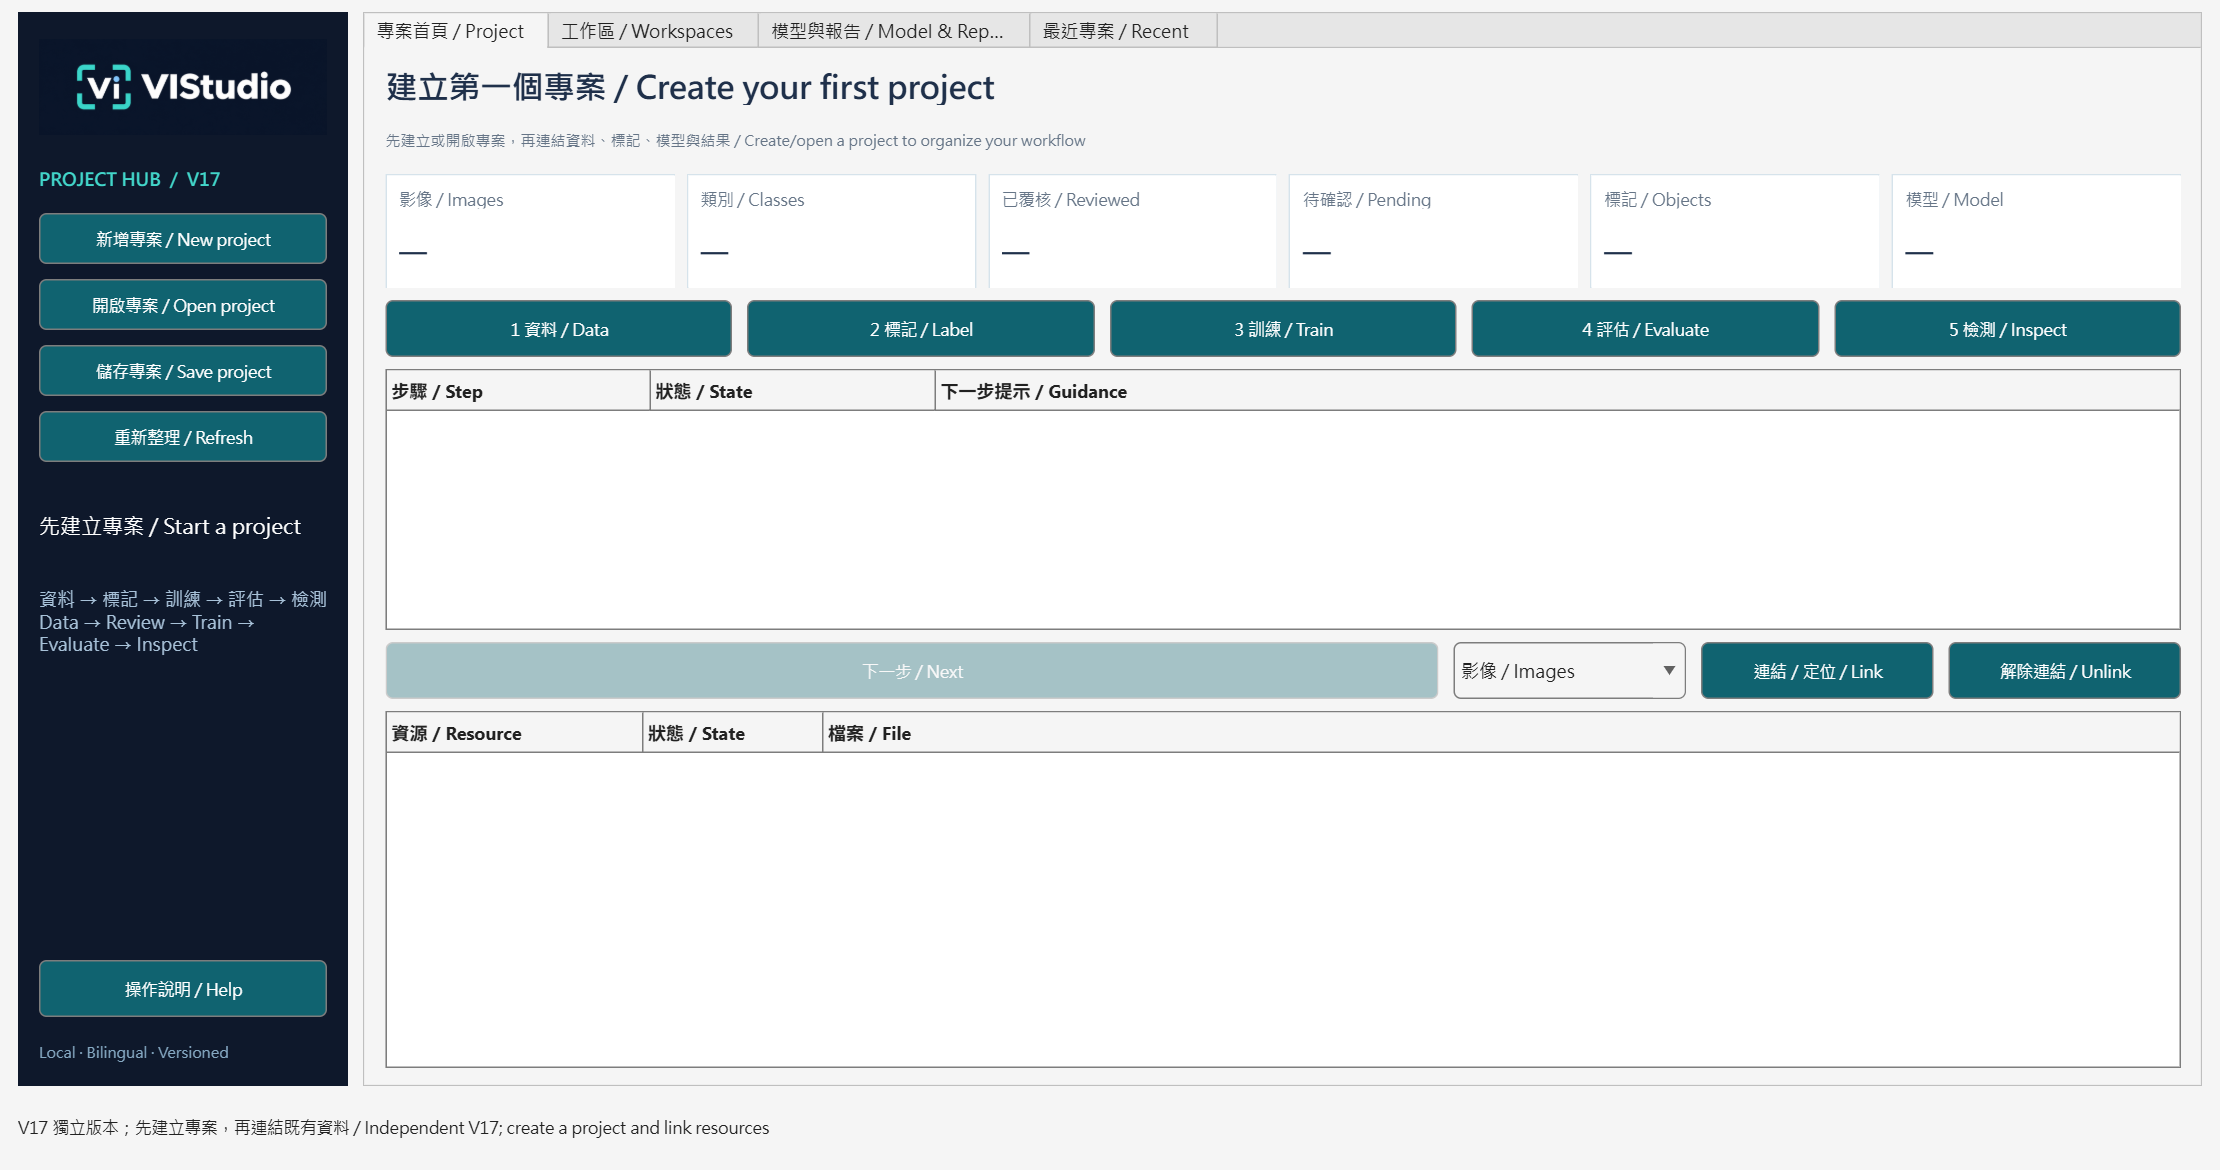 vi VIStudio
PROJECT HUB / V17
新增專案 / New project
開啟專案 / Open project
儲存專案 / Save project
重新整理 / Refresh
先建立專案 / Start a project
資料 → 標記 → 訓練 → 評估 → 檢測
Data → Review → Train →
Evaluate → Inspect
操作說明 / Help
Local · Bilingual · Versioned
專案首頁 / Project
工作區 / Workspaces
模型與報告 / Model & Rep...
最近專案 / Recent
建立第一個專案 / Create your first project
先建立或開啟專案，再連結資料、標記、模型與結果 / Create/open a project to organize your workflow
影像 / Images
—
類別 / Classes
—
已覆核 / Reviewed
—
待確認 / Pending
—
標記 / Objects
—
模型 / Model
—
1 資料 / Data
2 標記 / Label
3 訓練 / Train
4 評估 / Evaluate
5 檢測 / Inspect
步驟 / Step
狀態 / State
下一步提示 / Guidance
下一步 / Next
影像 / Images
連結 / 定位 / Link
解除連結 / Unlink
資源 / Resource
狀態 / State
檔案 / File
V17 獨立版本；先建立專案，再連結既有資料 / Independent V17; create a project and link resources